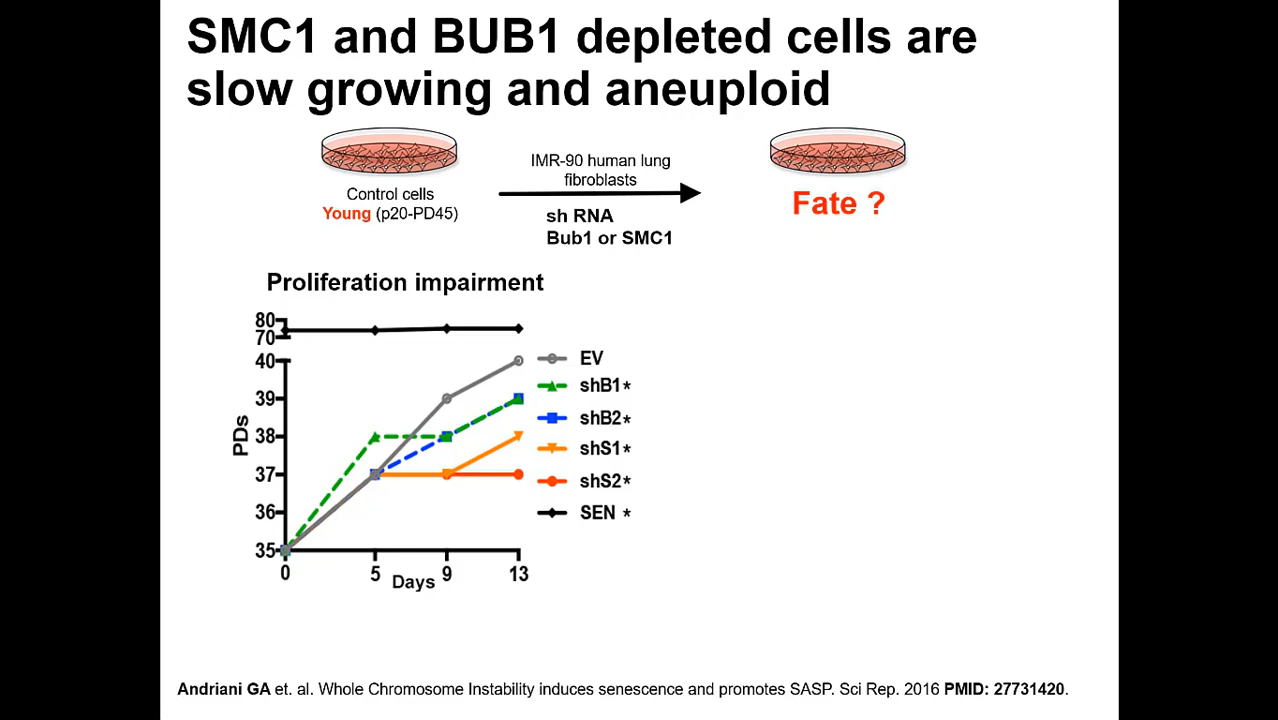 SMC1 and BUB1 depleted cells are
slow growing and aneuploid
IMR-90 human lung
fibroblasts
Control cells
Young (p20-PD45)
sh RNA
Bub1 or SMC1
Fate ?
Proliferation impairment
80
70
40
39
38
37
36
35
PDs
0
5
9
13
Days
EV
shB1*
shB2*
shS1*
shS2*
SEN *
Andriani GA et. al. Whole Chromosome Instability induces senescence and promotes SASP. Sci Rep. 2016 PMID: 27731420.